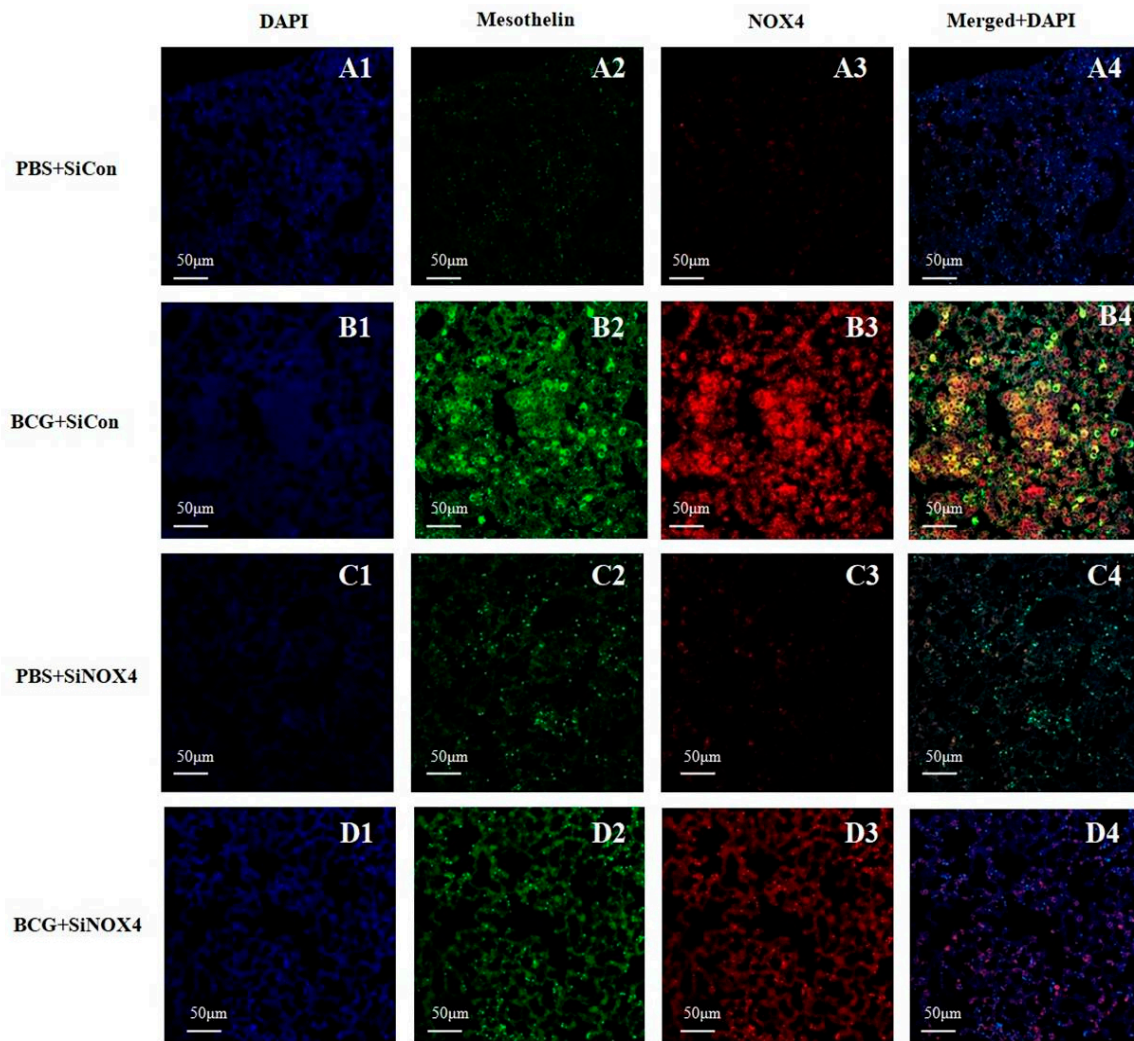 DAPI Mesothelin NOX4 Merged+DAPI
PBS+SiCon
A1 A2 A3 A4
50μm 50μm 50μm 50μm
BCG+SiCon
B1 B2 B3 B4
50μm 50μm 50μm 50μm
PBS+SiNOX4
C1 C2 C3 C4
50μm 50μm 50μm 50μm
BCG+SiNOX4
D1 D2 D3 D4
50μm 50μm 50μm 50μm